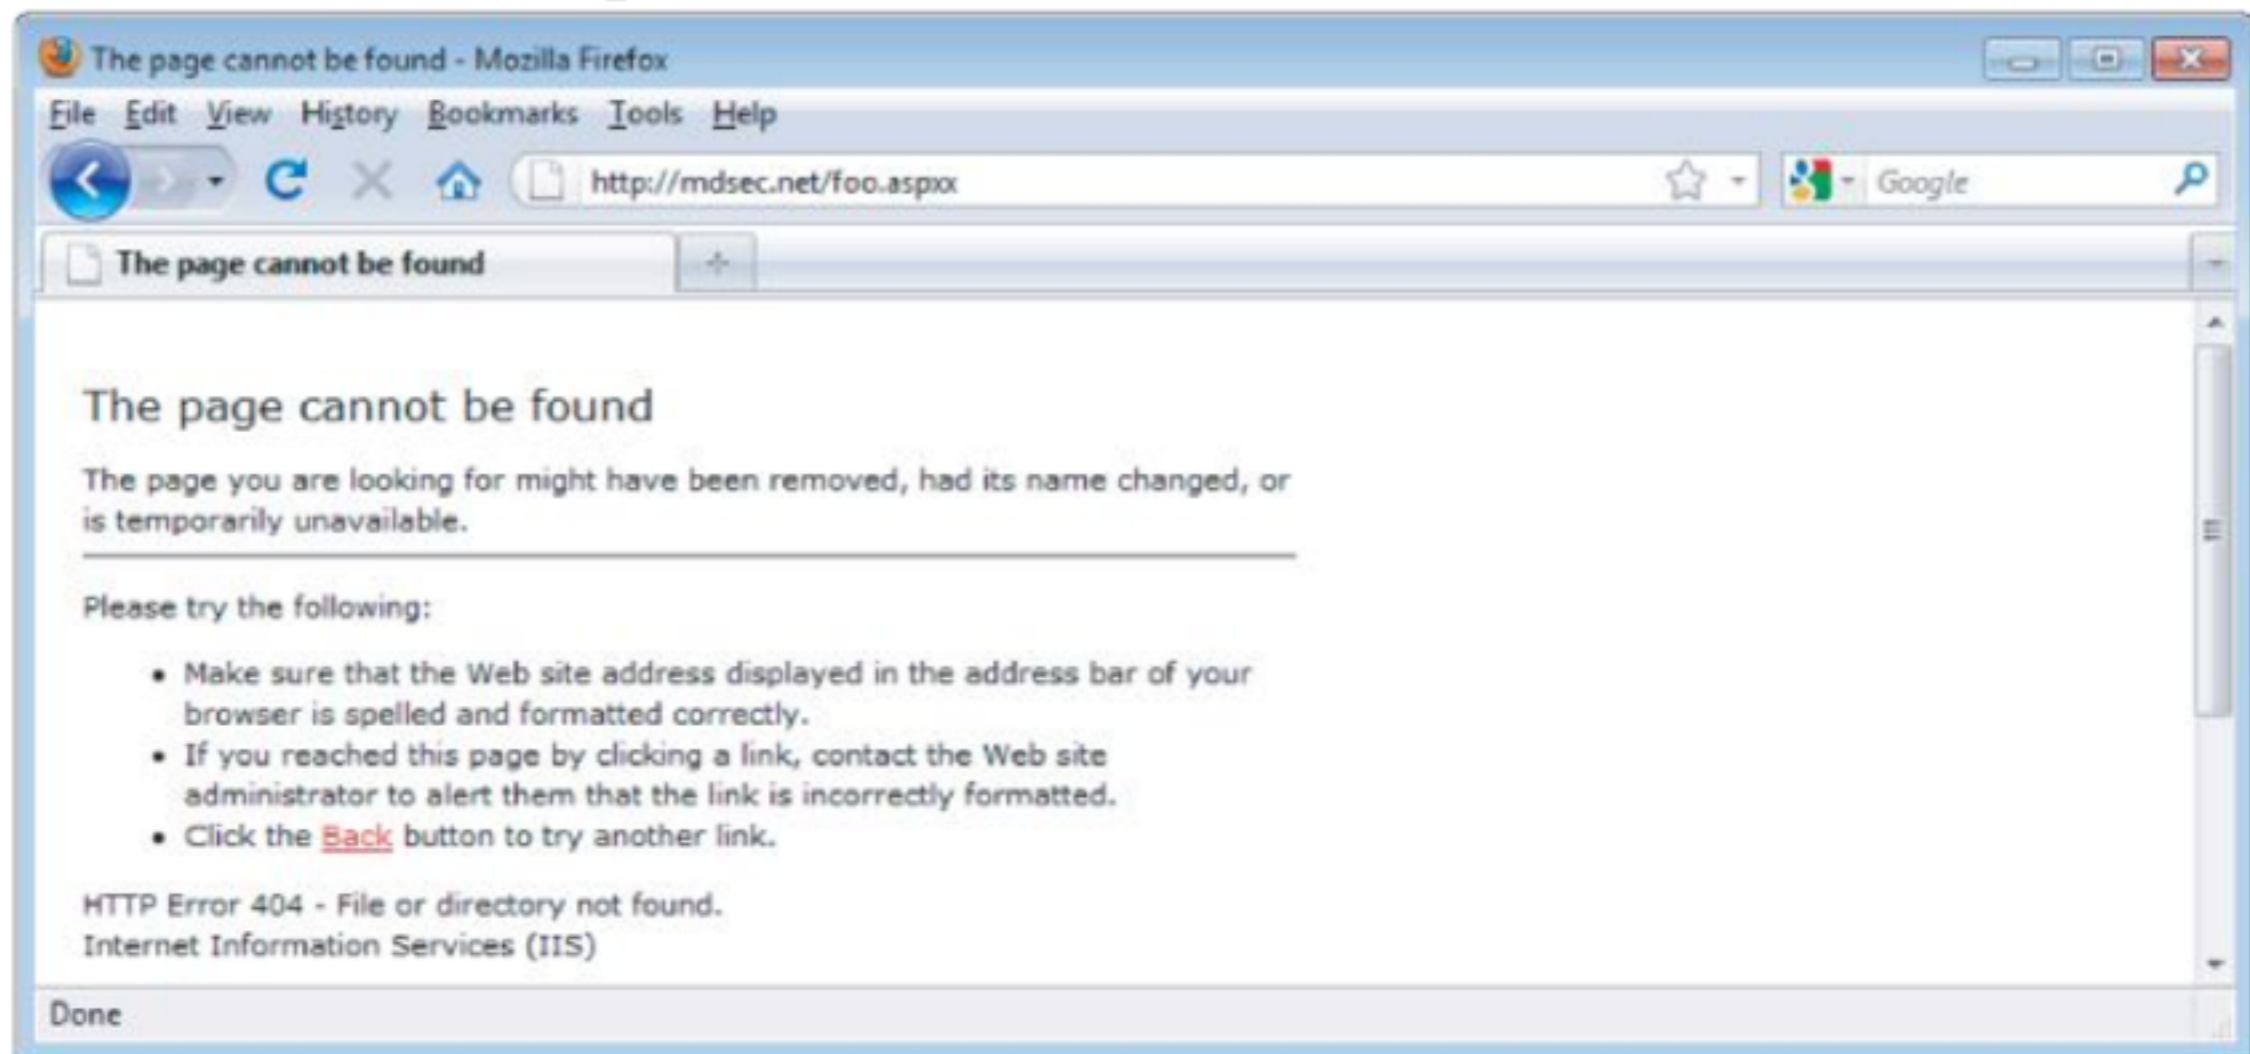 The page cannot be found - Mozilla Firefox
File Edit View History Bookmarks Tools Help
http://mdsec.net/foo.aspxx Google
The page cannot be found
The page cannot be found
The page you are looking for might have been removed, had its name changed, or
is temporarily unavailable.
Please try the following:
• Make sure that the Web site address displayed in the address bar of your
browser is spelled and formatted correctly.
• If you reached this page by clicking a link, contact the Web site
administrator to alert them that the link is incorrectly formatted.
• Click the Back button to try another link.
HTTP Error 404 - File or directory not found.
Internet Information Services (IIS)
Done